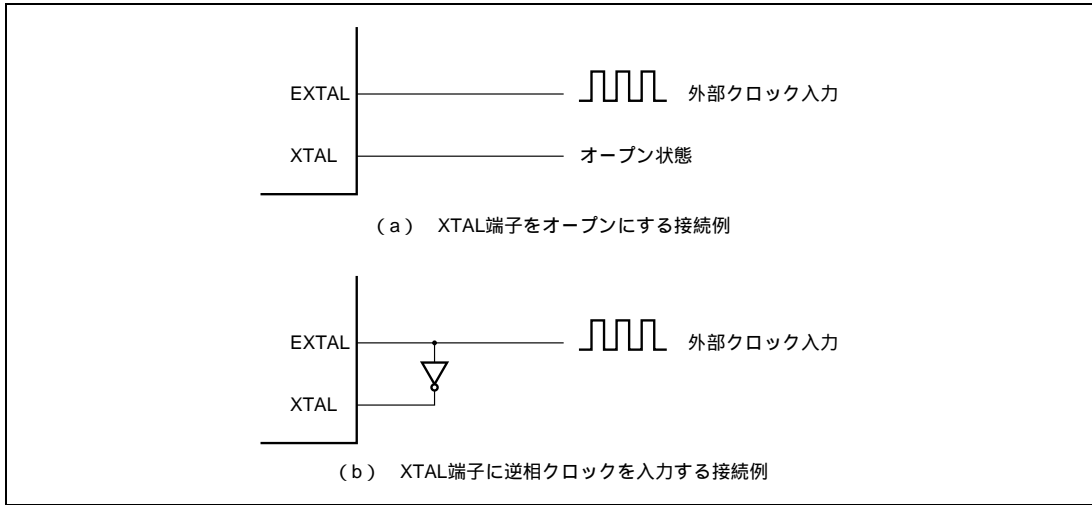 EXTAL 外部クロック入力
XTAL オープン状態
(a) XTAL端子をオープンにする接続例
EXTAL 外部クロック入力
XTAL
(b) XTAL端子に逆相クロックを入力する接続例